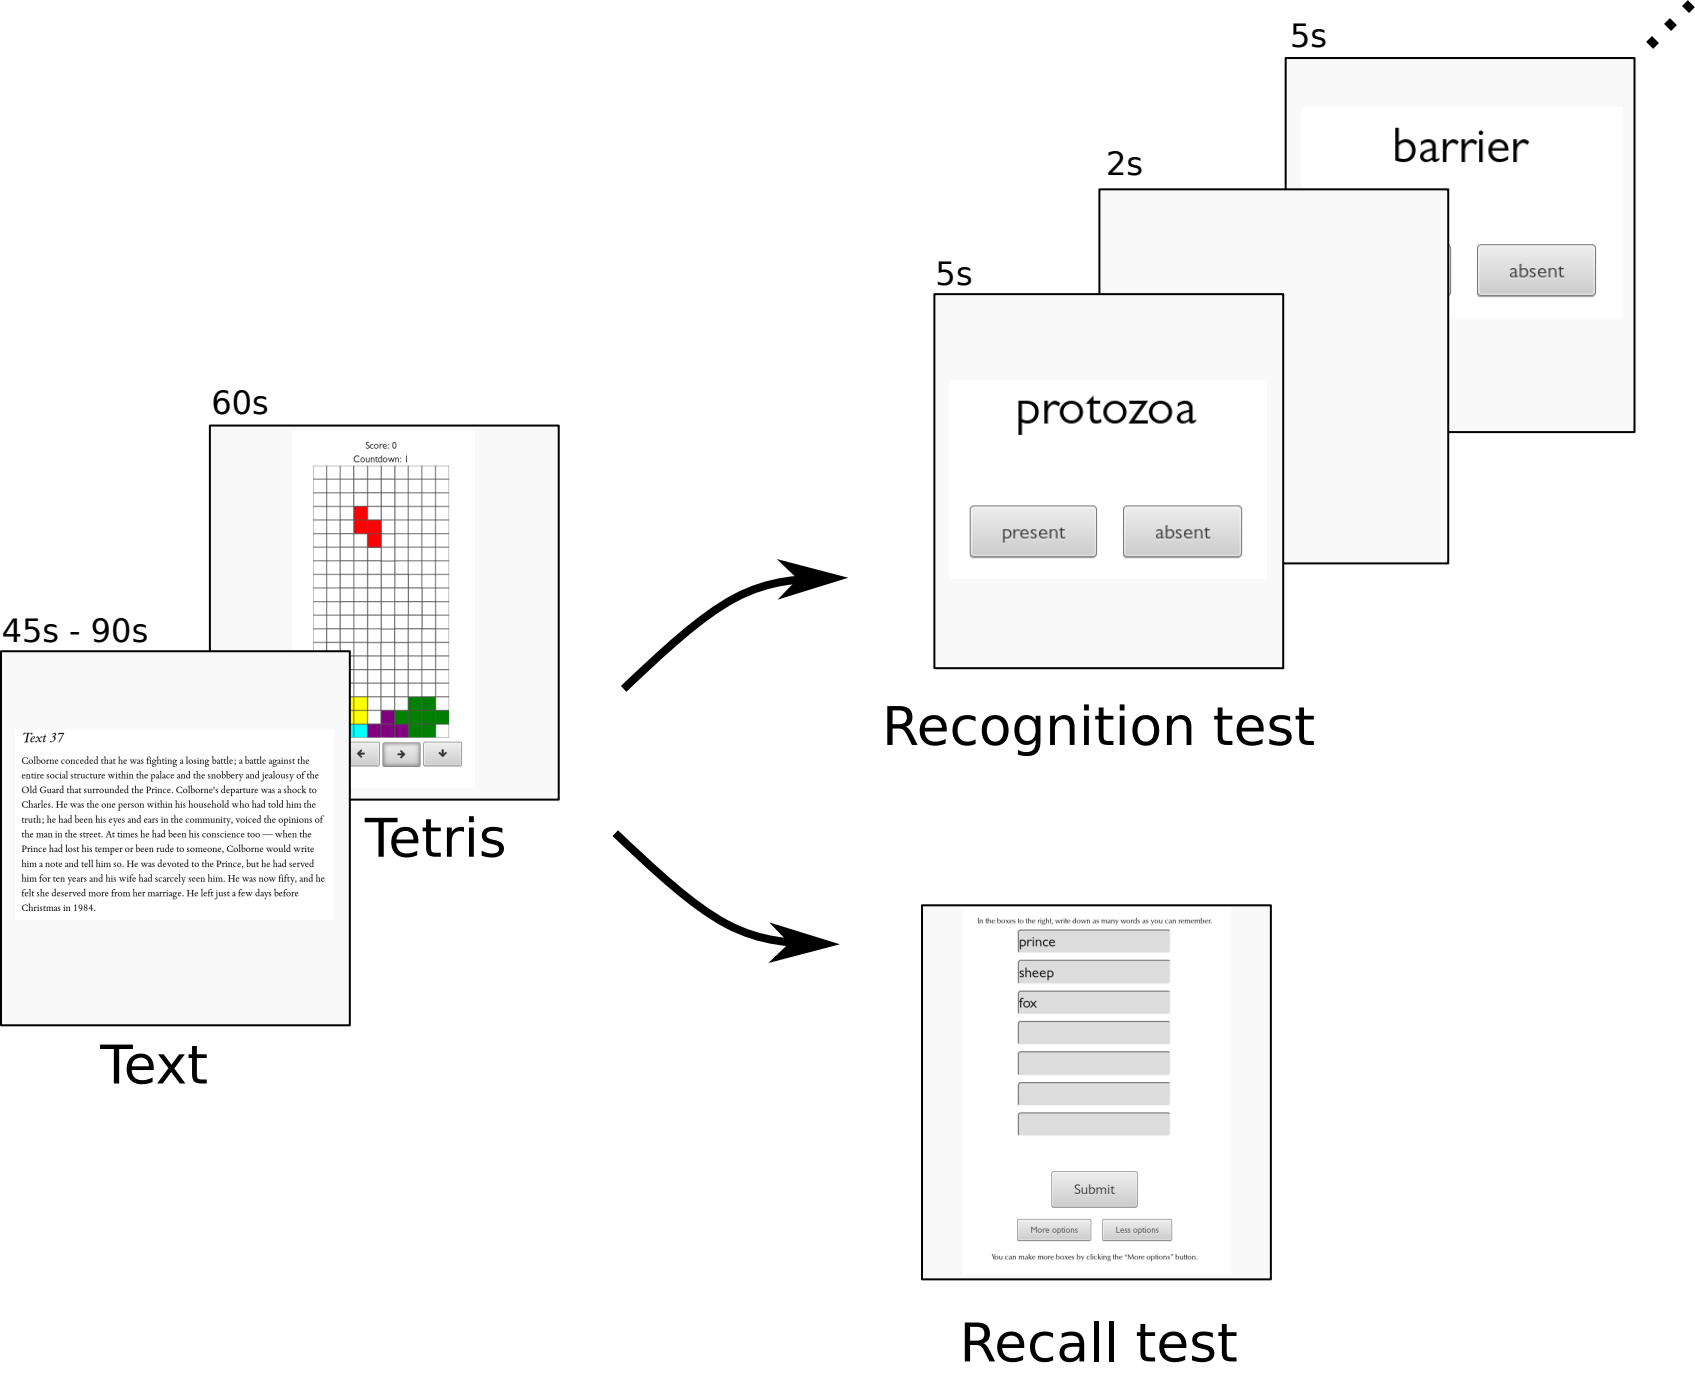 45s - 90s
Text 37
Colborne conceded that he was fighting a losing battle; a battle against the
entire social structure within the palace and the snobbery and jealousy of the
Old Guard that surrounded the Prince. Colborne's departure was a shock to
Charles. He was the one person within his household who had told him the
truth; he had been his eyes and ears in the community, voiced the opinions of
the man in the street. At times he had been his conscience too — when the
Prince had lost his temper or been rude to someone, Colborne would write
him a note and tell him so. He was devoted to the Prince, but he had served
him for ten years and his wife had scarcely seen him. He was now fifty, and he
felt she deserved more from her marriage. He left just a few days before
Christmas in 1984.
Text
60s
Score: 0
Countdown: 1
Tetris
5s
protozoa
present absent
2s
5s
barrier
absent
Recognition test
In the boxes to the right, write down as many words as you can remember.
prince
sheep
fox
Submit
More options Less options
You can make more boxes by clicking the "More options" button.
Recall test